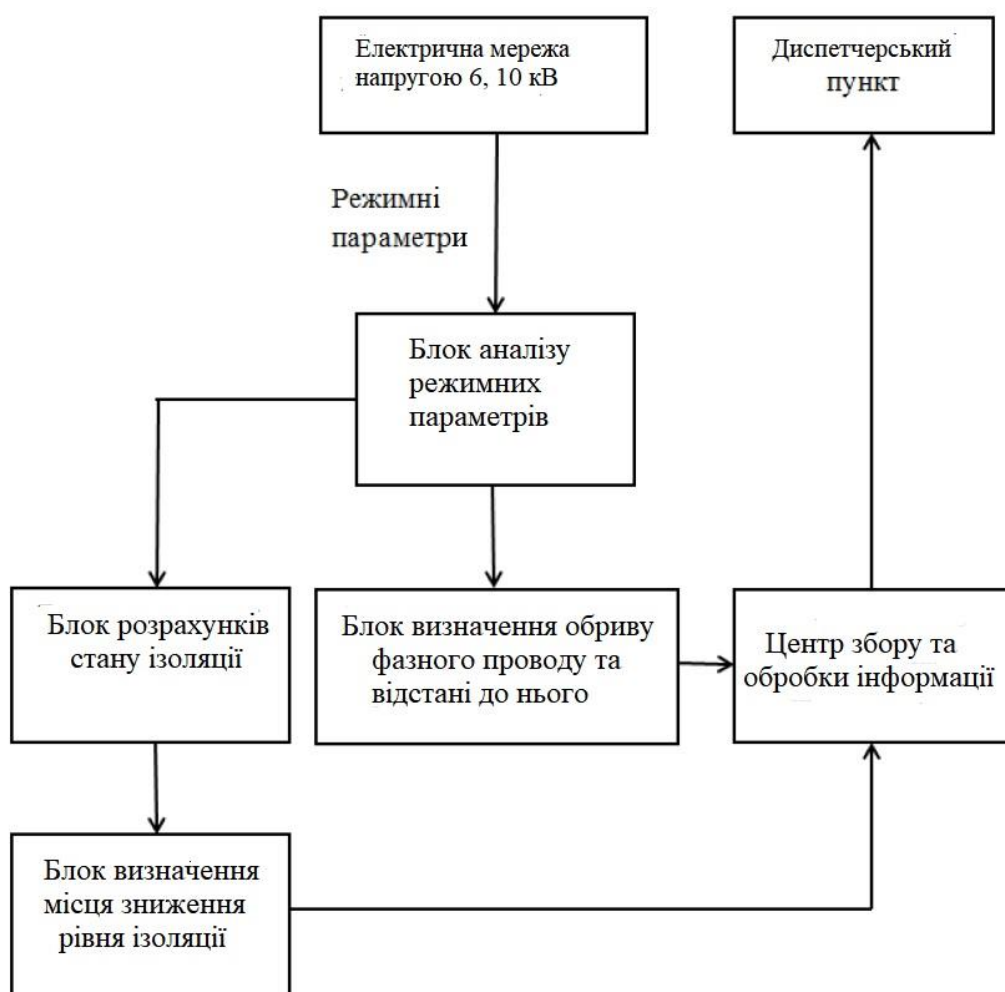 Електрична мережа
напругою 6, 10 кВ
Диспетчерський
пункт
Режимні
параметри
Блок аналізу
режимних
параметрів
Блок розрахунків
стану ізоляції
Блок визначення обриву
фазного проводу та
відстані до нього
Центр збору та
обробки інформації
Блок визначення
місця зниження
рівня ізоляції